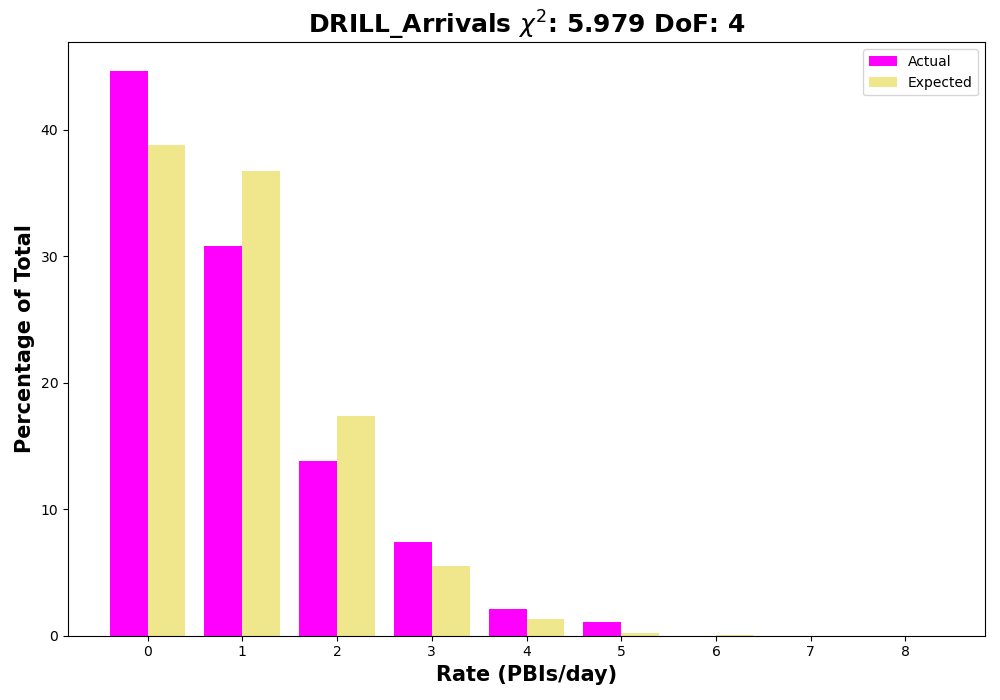 DRILL_Arrivals χ²: 5.979 DoF: 4
Actual
Expected
Percentage of Total
40
30
20
10
0
0 1 2 3 4 5 6 7 8
Rate (PBIs/day)